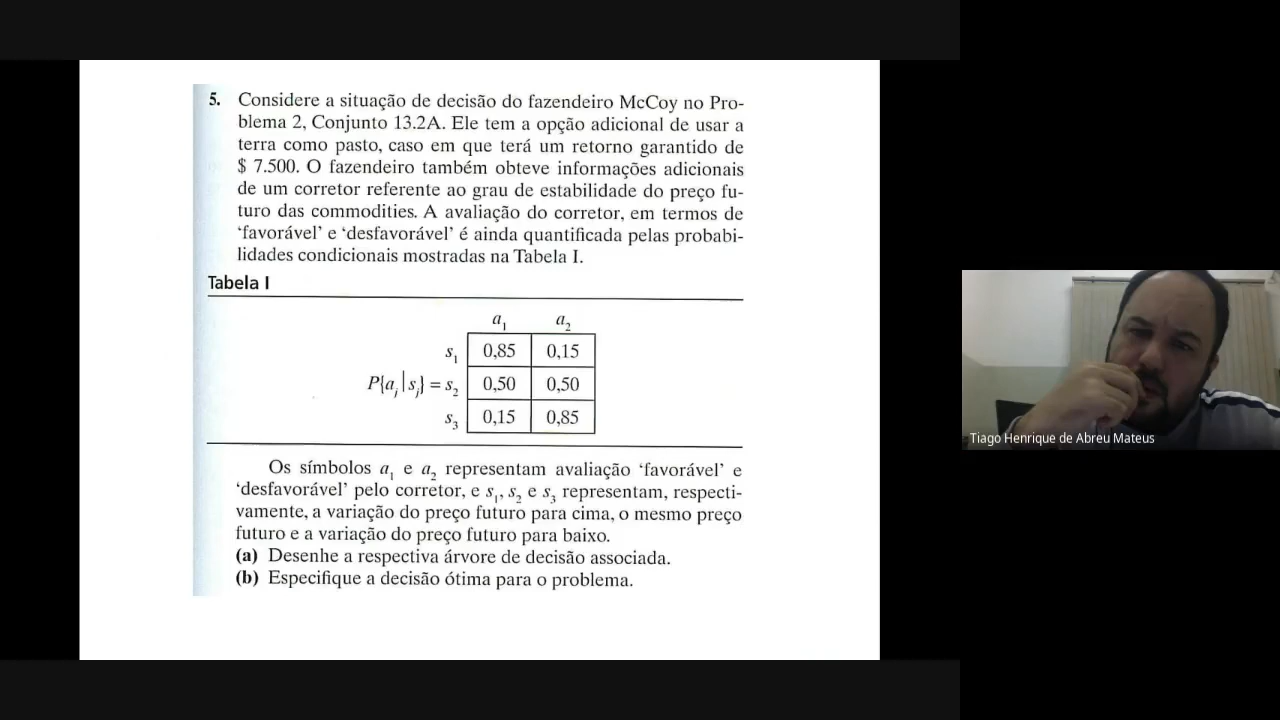 5. Considere a situação de decisão do fazendeiro McCoy no Pro-
blema 2, Conjunto 13.2A. Ele tem a opção adicional de usar a
terra como pasto, caso em que terá um retorno garantido de
$ 7.500. O fazendeiro também obteve informações adicionais
de um corretor referente ao grau de estabilidade do preço fu-
turo das commodities. A avaliação do corretor, em termos de
'favorável' e 'desfavorável' é ainda quantificada pelas probabi-
lidades condicionais mostradas na Tabela I.
Tabela I
a₁ a₂
s₁ 0,85 0,15
P{aⱼ|sⱼ} = s₂ 0,50 0,50
s₃ 0,15 0,85
Os símbolos a₁ e a₂ representam avaliação 'favorável' e
'desfavorável' pelo corretor, e s₁, s₂ e s₃ representam, respecti-
vamente, a variação do preço futuro para cima, o mesmo preço
futuro e a variação do preço futuro para baixo.
(a) Desenhe a respectiva árvore de decisão associada.
(b) Especifique a decisão ótima para o problema.
Tiago Henrique de Abreu Mateus